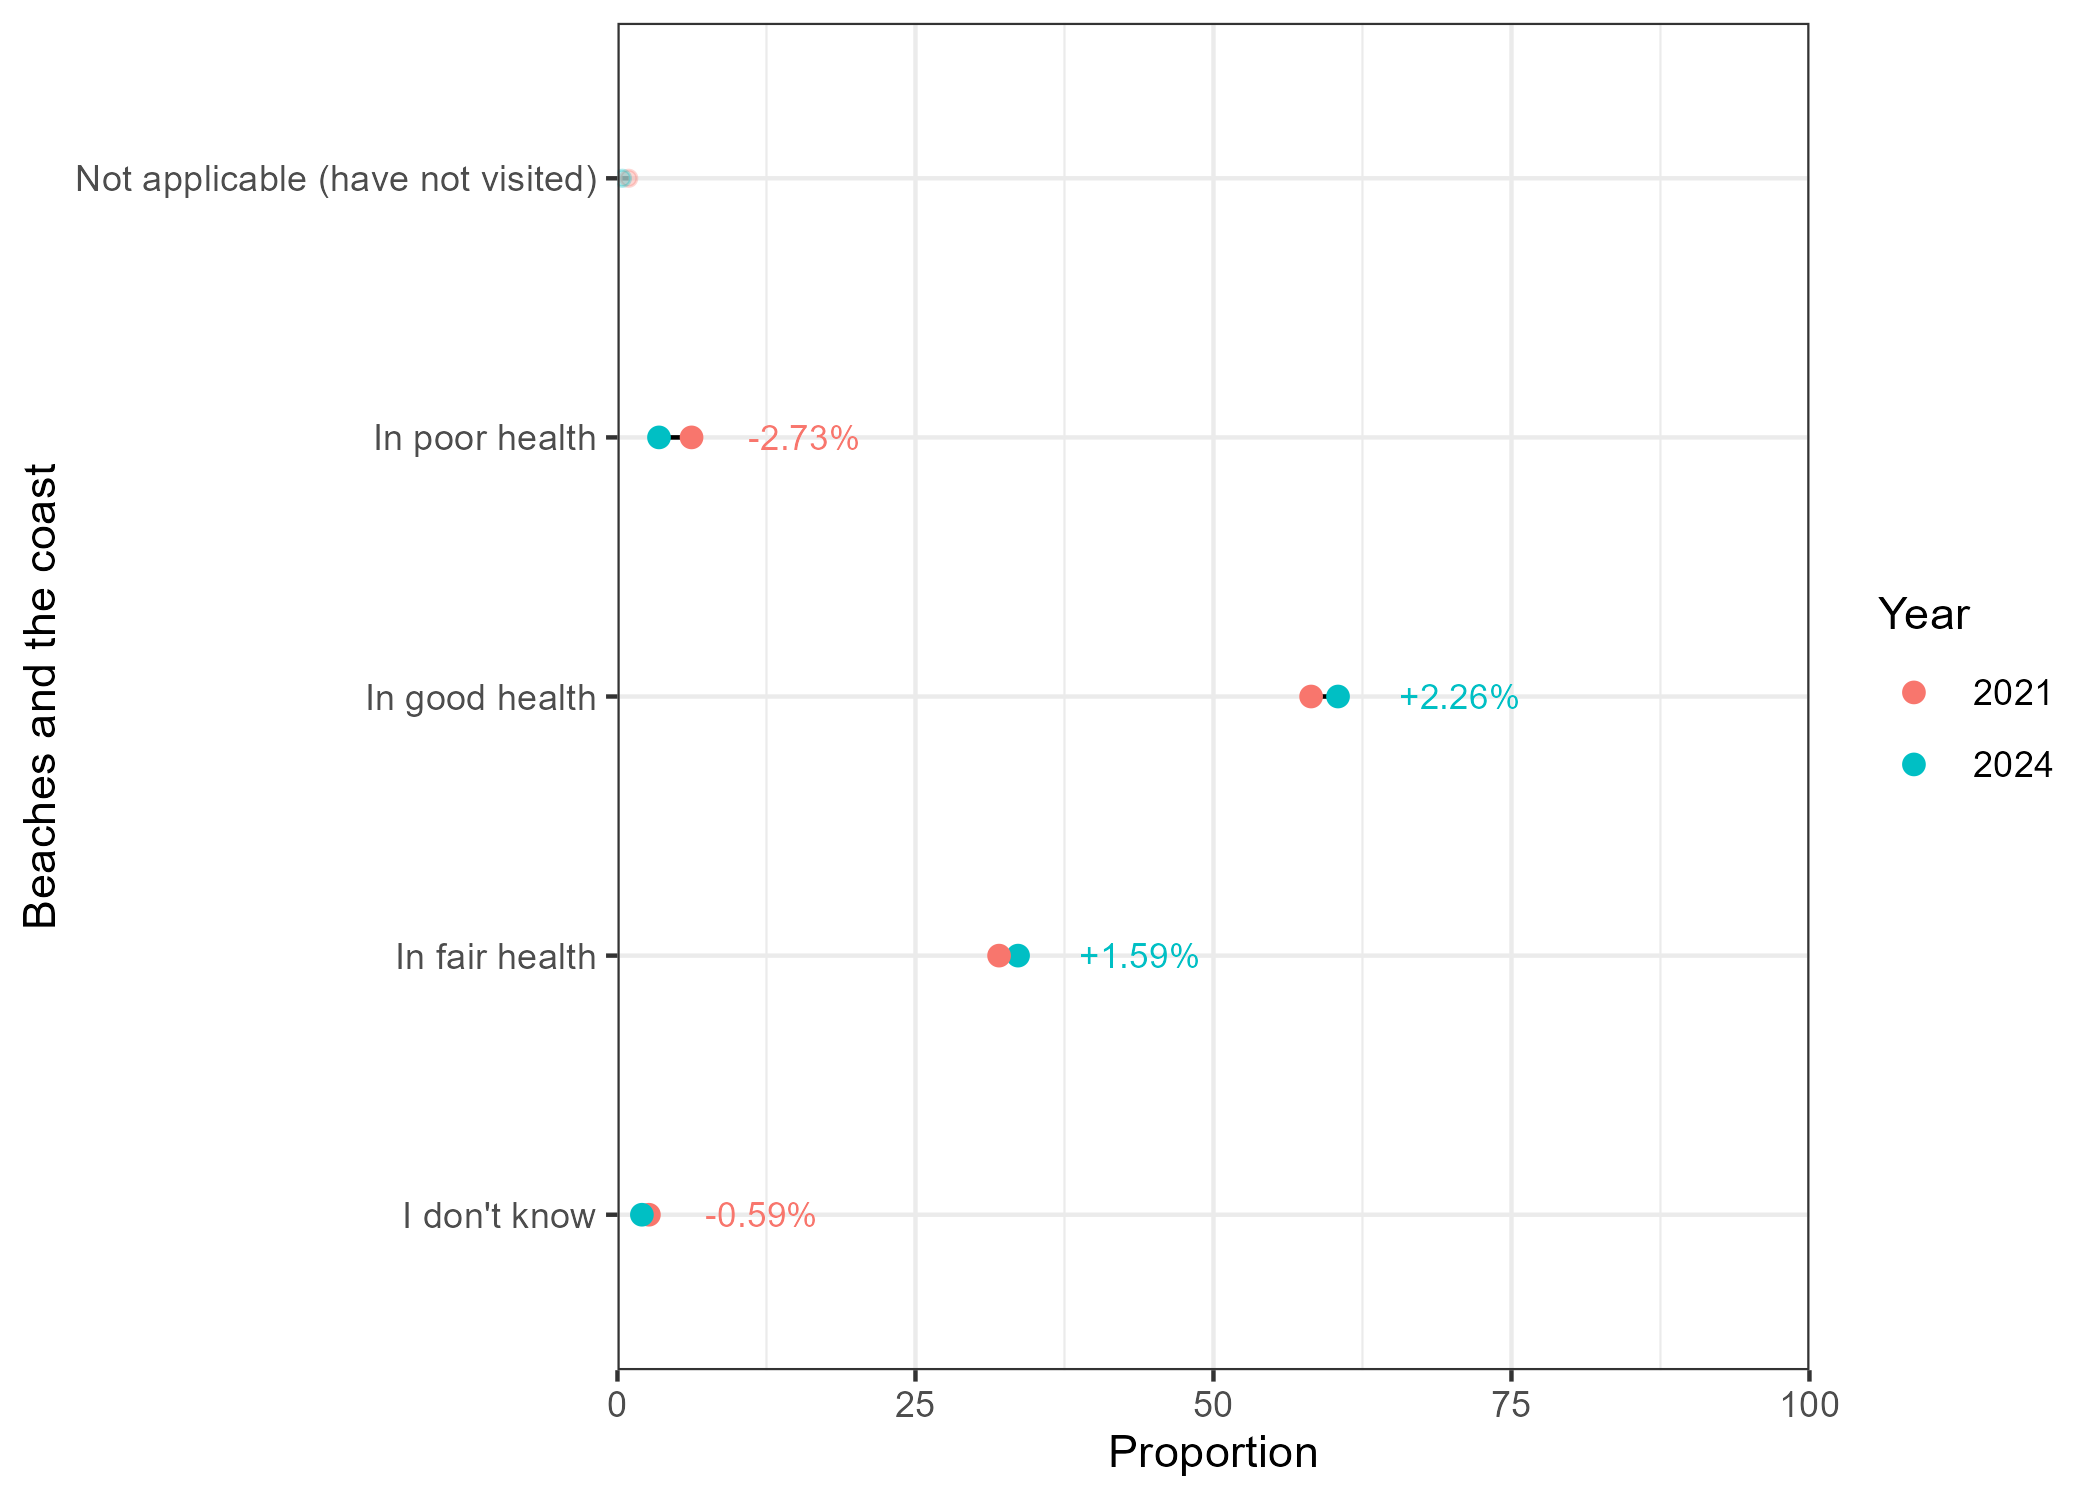 Beaches and the coast
Not applicable (have not visited)
In poor health
-2.73%
In good health
+2.26%
In fair health
+1.59%
I don't know
-0.59%
0 25 50 75 100
Proportion
Year
2021
2024